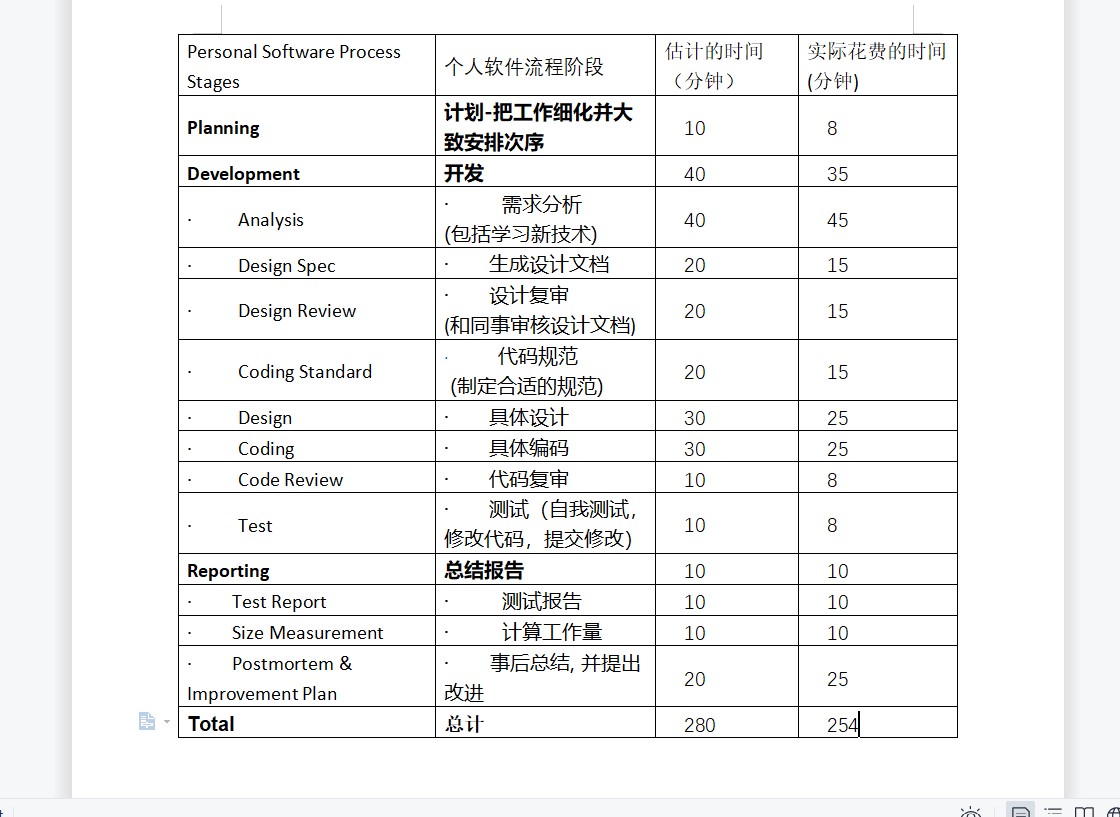 Personal Software Process
Stages
个人软件流程阶段
估计的时间
（分钟）
实际花费的时间
(分钟)
Planning
计划-把工作细化并大
致安排次序
10
8
Development
开发
40
35
· Analysis
· 需求分析
(包括学习新技术)
40
45
· Design Spec
· 生成设计文档
20
15
· Design Review
· 设计复审
(和同事审核设计文档)
20
15
· Coding Standard
· 代码规范
(制定合适的规范)
20
15
· Design
· 具体设计
30
25
· Coding
· 具体编码
30
25
· Code Review
· 代码复审
10
8
· Test
· 测试（自我测试，
修改代码，提交修改）
10
8
Reporting
总结报告
10
10
· Test Report
· 测试报告
10
10
· Size Measurement
· 计算工作量
10
10
· Postmortem &
Improvement Plan
· 事后总结, 并提出
改进
20
25
Total
总计
280
254